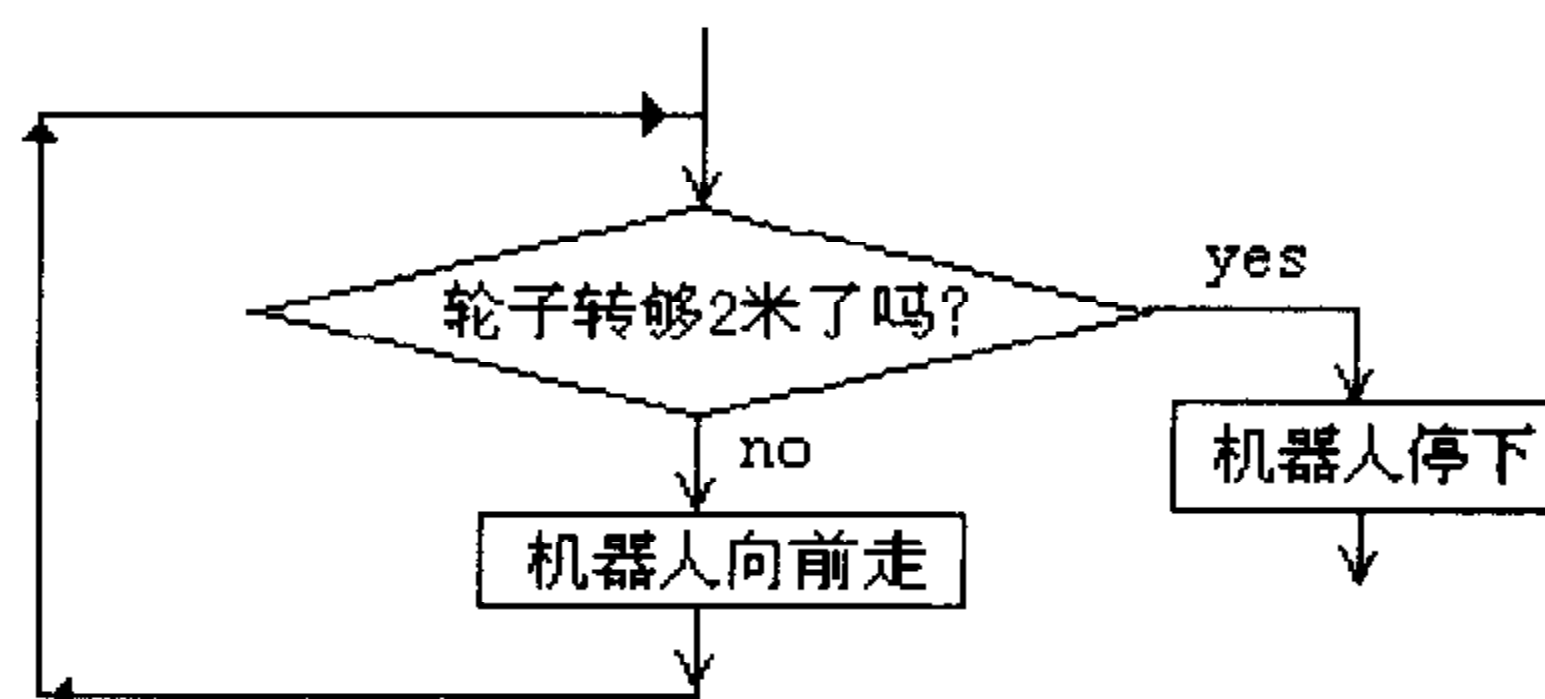 轮子转够2米了吗?
yes
no
机器人停下
机器人向前走